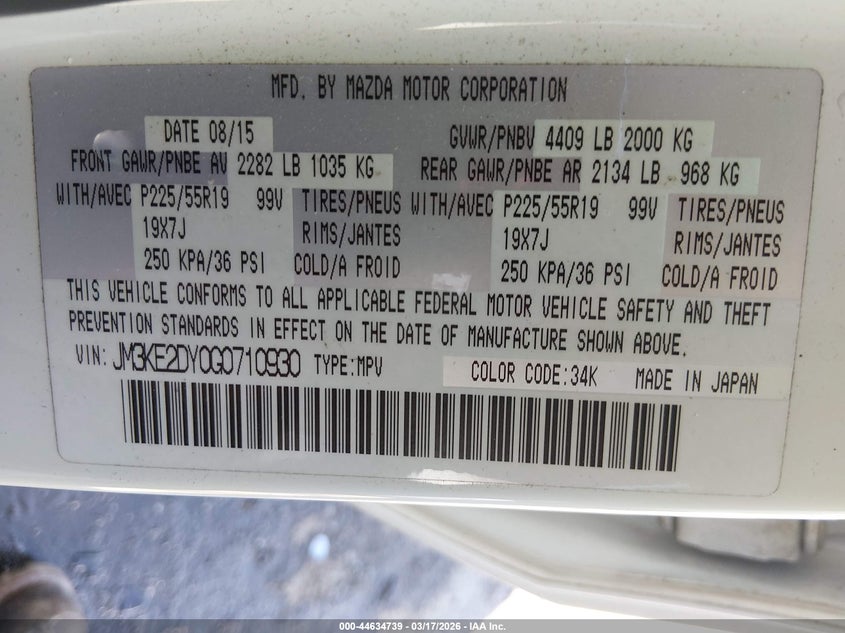 MFD. BY MAZDA MOTOR CORPORATION
DATE 08/15 GVWR/PNBV 4409 LB 2000 KG
FRONT GAWR/PNBE AV 2282 LB 1035 KG REAR GAWR/PNBE AR 2134 LB 968 KG
WITH/AVEC P225/55R19 99V TIRES/PNEUS WITH/AVEC P225/55R19 99V TIRES/PNEUS
19X7J RIMS/JANTES 19X7J RIMS/JANTES
250 KPA/36 PSI COLD/A FROID 250 KPA/36 PSI COLD/A FROID
THIS VEHICLE CONFORMS TO ALL APPLICABLE FEDERAL MOTOR VEHICLE SAFETY AND THEFT
PREVENTION STANDARDS IN EFFECT ON THE DATE OF MANUFACTURE SHOWN ABOVE.
VIN: JM3KE2DY0G0710930 TYPE:MPV COLOR CODE:34K MADE IN JAPAN
000-44634739 - 03/17/2026 - IAA Inc.